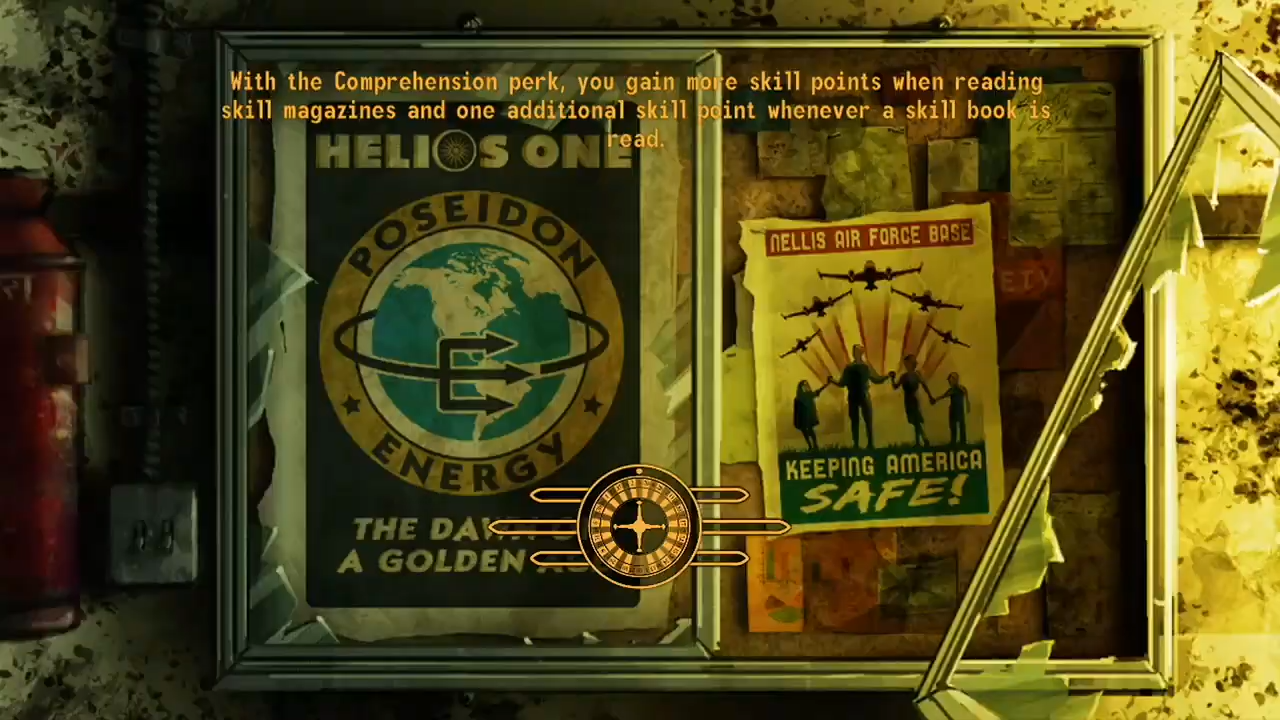 With the Comprehension perk, you gain more skill points when reading
skill magazines and one additional skill point whenever a skill book is
read.
HELIOS ONE
POSEIDON
ENERGY
THE DAWN
A GOLDEN
NELLIS AIR FORCE BASE
KEEPING AMERICA
SAFE!